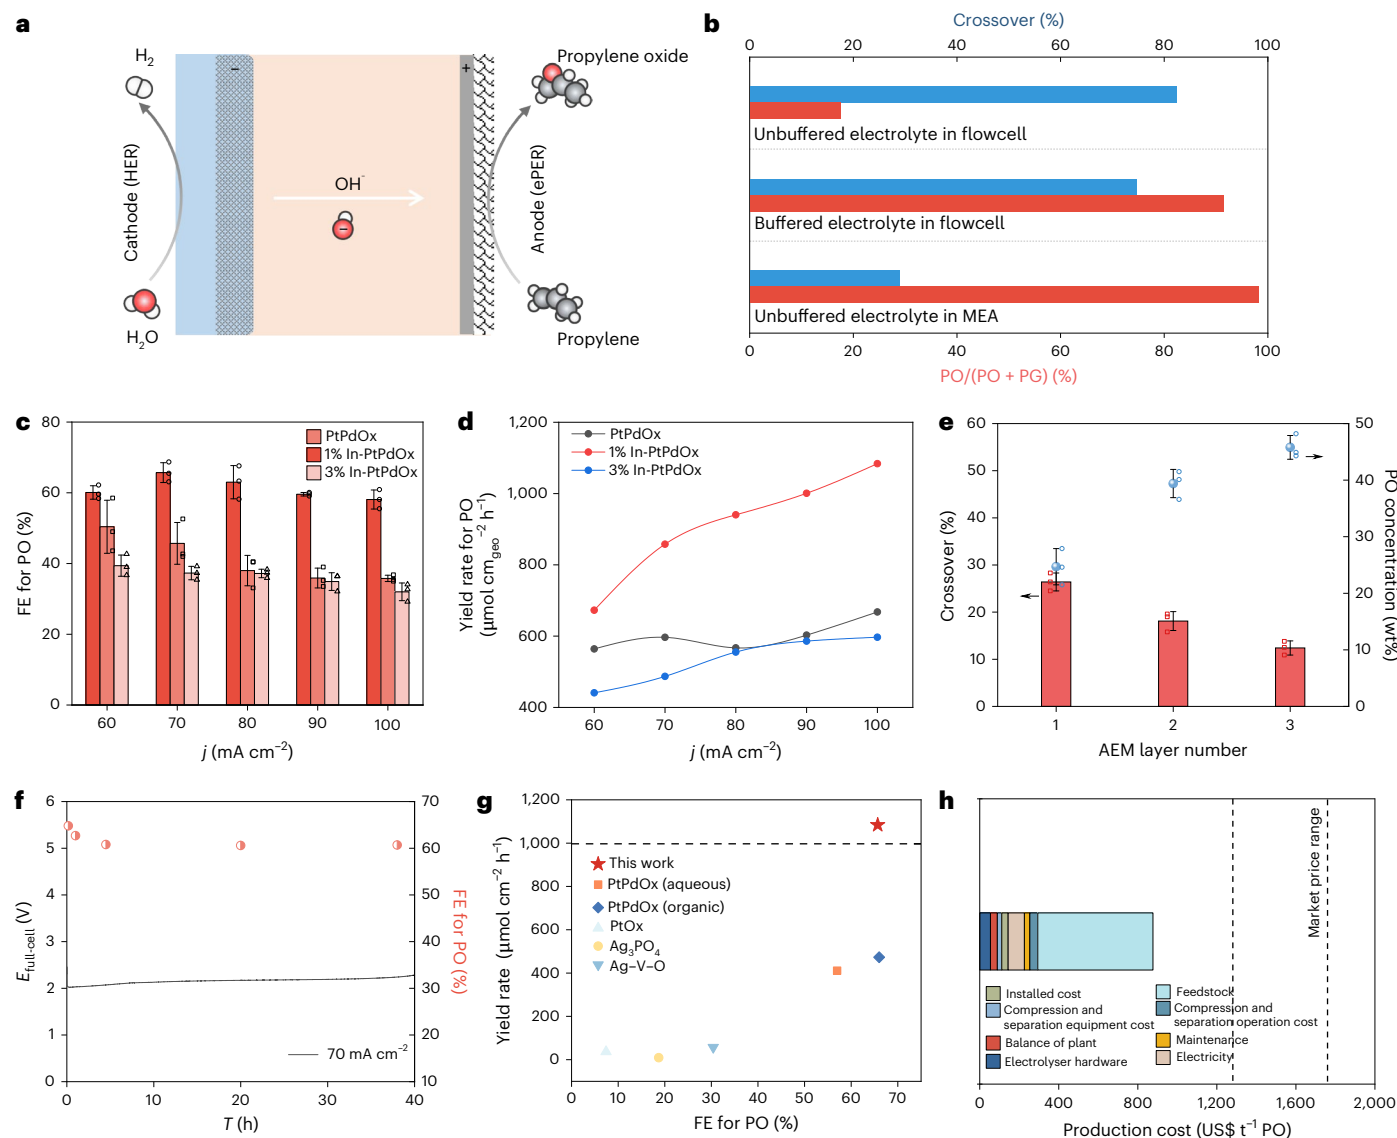 a
H2
H2O
Cathode (HER)
−
OH−
−
+
Anode (ePER)
Propylene oxide
Propylene
b
Crossover (%)
0 20 40 60 80 100
Unbuffered electrolyte in flowcell
Buffered electrolyte in flowcell
Unbuffered electrolyte in MEA
0 20 40 60 80 100
PO/(PO + PG) (%)
c
FE for PO (%)
80
60
40
20
0
PtPdOx
1% In-PtPdOx
3% In-PtPdOx
60 70 80 90 100
j (mA cm−2)
d
Yield rate for PO
(μmol cmgeo−2 h−1)
1,200
1,000
800
600
400
PtPdOx
1% In-PtPdOx
3% In-PtPdOx
60 70 80 90 100
j (mA cm−2)
e
Crossover (%)
60
50
40
30
20
10
0
PO concentration (wt%)
50
40
30
20
10
0
1 2 3
AEM layer number
f
Efull-cell (V)
6
5
4
3
2
1
0
FE for PO (%)
70
60
50
40
30
20
10
70 mA cm−2
0 10 20 30 40
T (h)
g
Yield rate (μmol cm−2 h−1)
1,200
1,000
800
600
400
200
0
This work
PtPdOx (aqueous)
PtPdOx (organic)
PtOx
Ag3PO4
Ag–V–O
0 10 20 30 40 50 60 70
FE for PO (%)
h
Market price range
Installed cost
Compression and
separation equipment cost
Balance of plant
Electrolyser hardware
Feedstock
Compression and
separation operation cost
Maintenance
Electricity
0 400 800 1,200 1,600 2,000
Production cost (US$ t−1 PO)